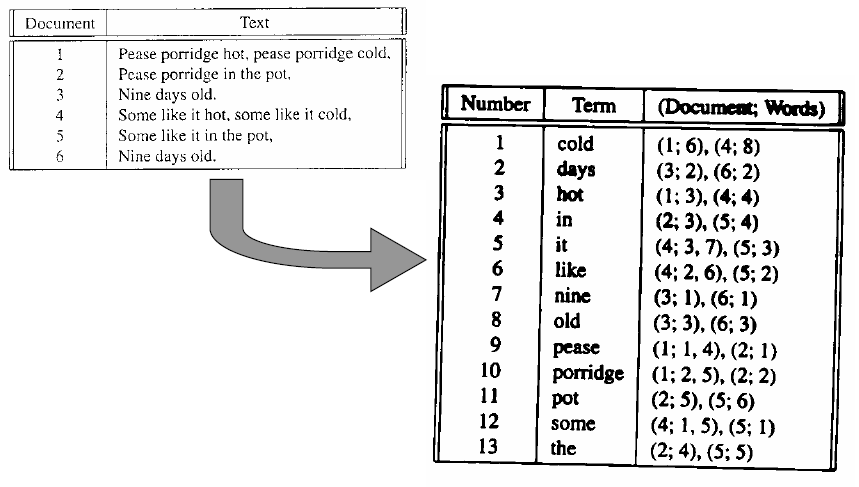 Document Text
1 Pease porridge hot, pease porridge cold,
2 Pease porridge in the pot,
3 Nine days old.
4 Some like it hot, some like it cold,
5 Some like it in the pot,
6 Nine days old.
Number Term (Document; Words)
1 cold (1; 6), (4; 8)
2 days (3; 2), (6; 2)
3 hot (1; 3), (4; 4)
4 in (2; 3), (5; 4)
5 it (4; 3, 7), (5; 3)
6 like (4; 2, 6), (5; 2)
7 nine (3; 1), (6; 1)
8 old (3; 3), (6; 3)
9 pease (1; 1, 4), (2; 1)
10 porridge (1; 2, 5), (2; 2)
11 pot (2; 5), (5; 6)
12 some (4; 1, 5), (5; 1)
13 the (2; 4), (5; 5)